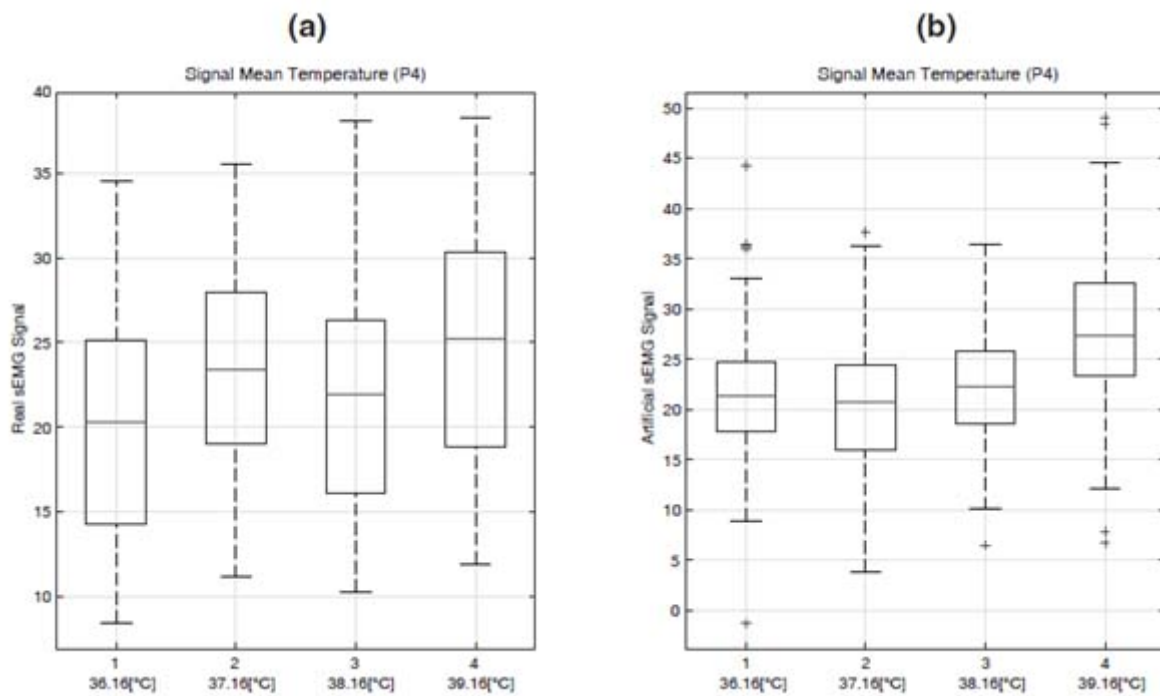 (a)
Signal Mean Temperature (P4)
40
35
30
25
20
15
10
Real sEMG Signal
1 2 3 4
36.16[°C] 37.16[°C] 38.16[°C] 39.16[°C]
(b)
Signal Mean Temperature (P4)
50
45
40
35
30
25
20
15
10
5
0
Artificial sEMG Signal
1 2 3 4
36.16[°C] 37.16[°C] 38.16[°C] 39.16[°C]